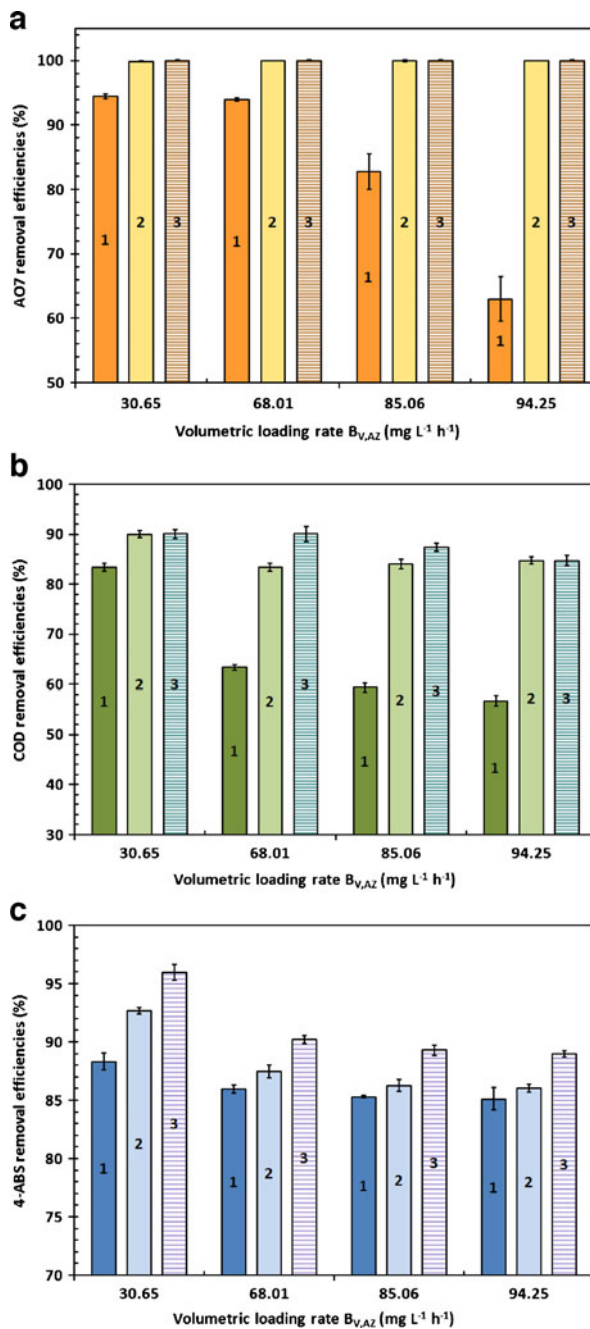 a
100
90
80
70
60
50
AO7 removal efficiencies (%)
1 2 3 1 2 3 1 2 3 1 2 3
30.65 68.01 85.06 94.25
Volumetric loading rate B_V,AZ (mg L⁻¹ h⁻¹)
b
100
90
80
70
60
50
40
30
COD removal efficiencies (%)
1 2 3 1 2 3 1 2 3 1 2 3
30.65 68.01 85.06 94.25
Volumetric loading rate B_V,AZ (mg L⁻¹ h⁻¹)
c
100
95
90
85
80
75
70
4-ABS removal efficiencies (%)
1 2 3 1 2 3 1 2 3 1 2 3
30.65 68.01 85.06 94.25
Volumetric loading rate B_V,AZ (mg L⁻¹ h⁻¹)